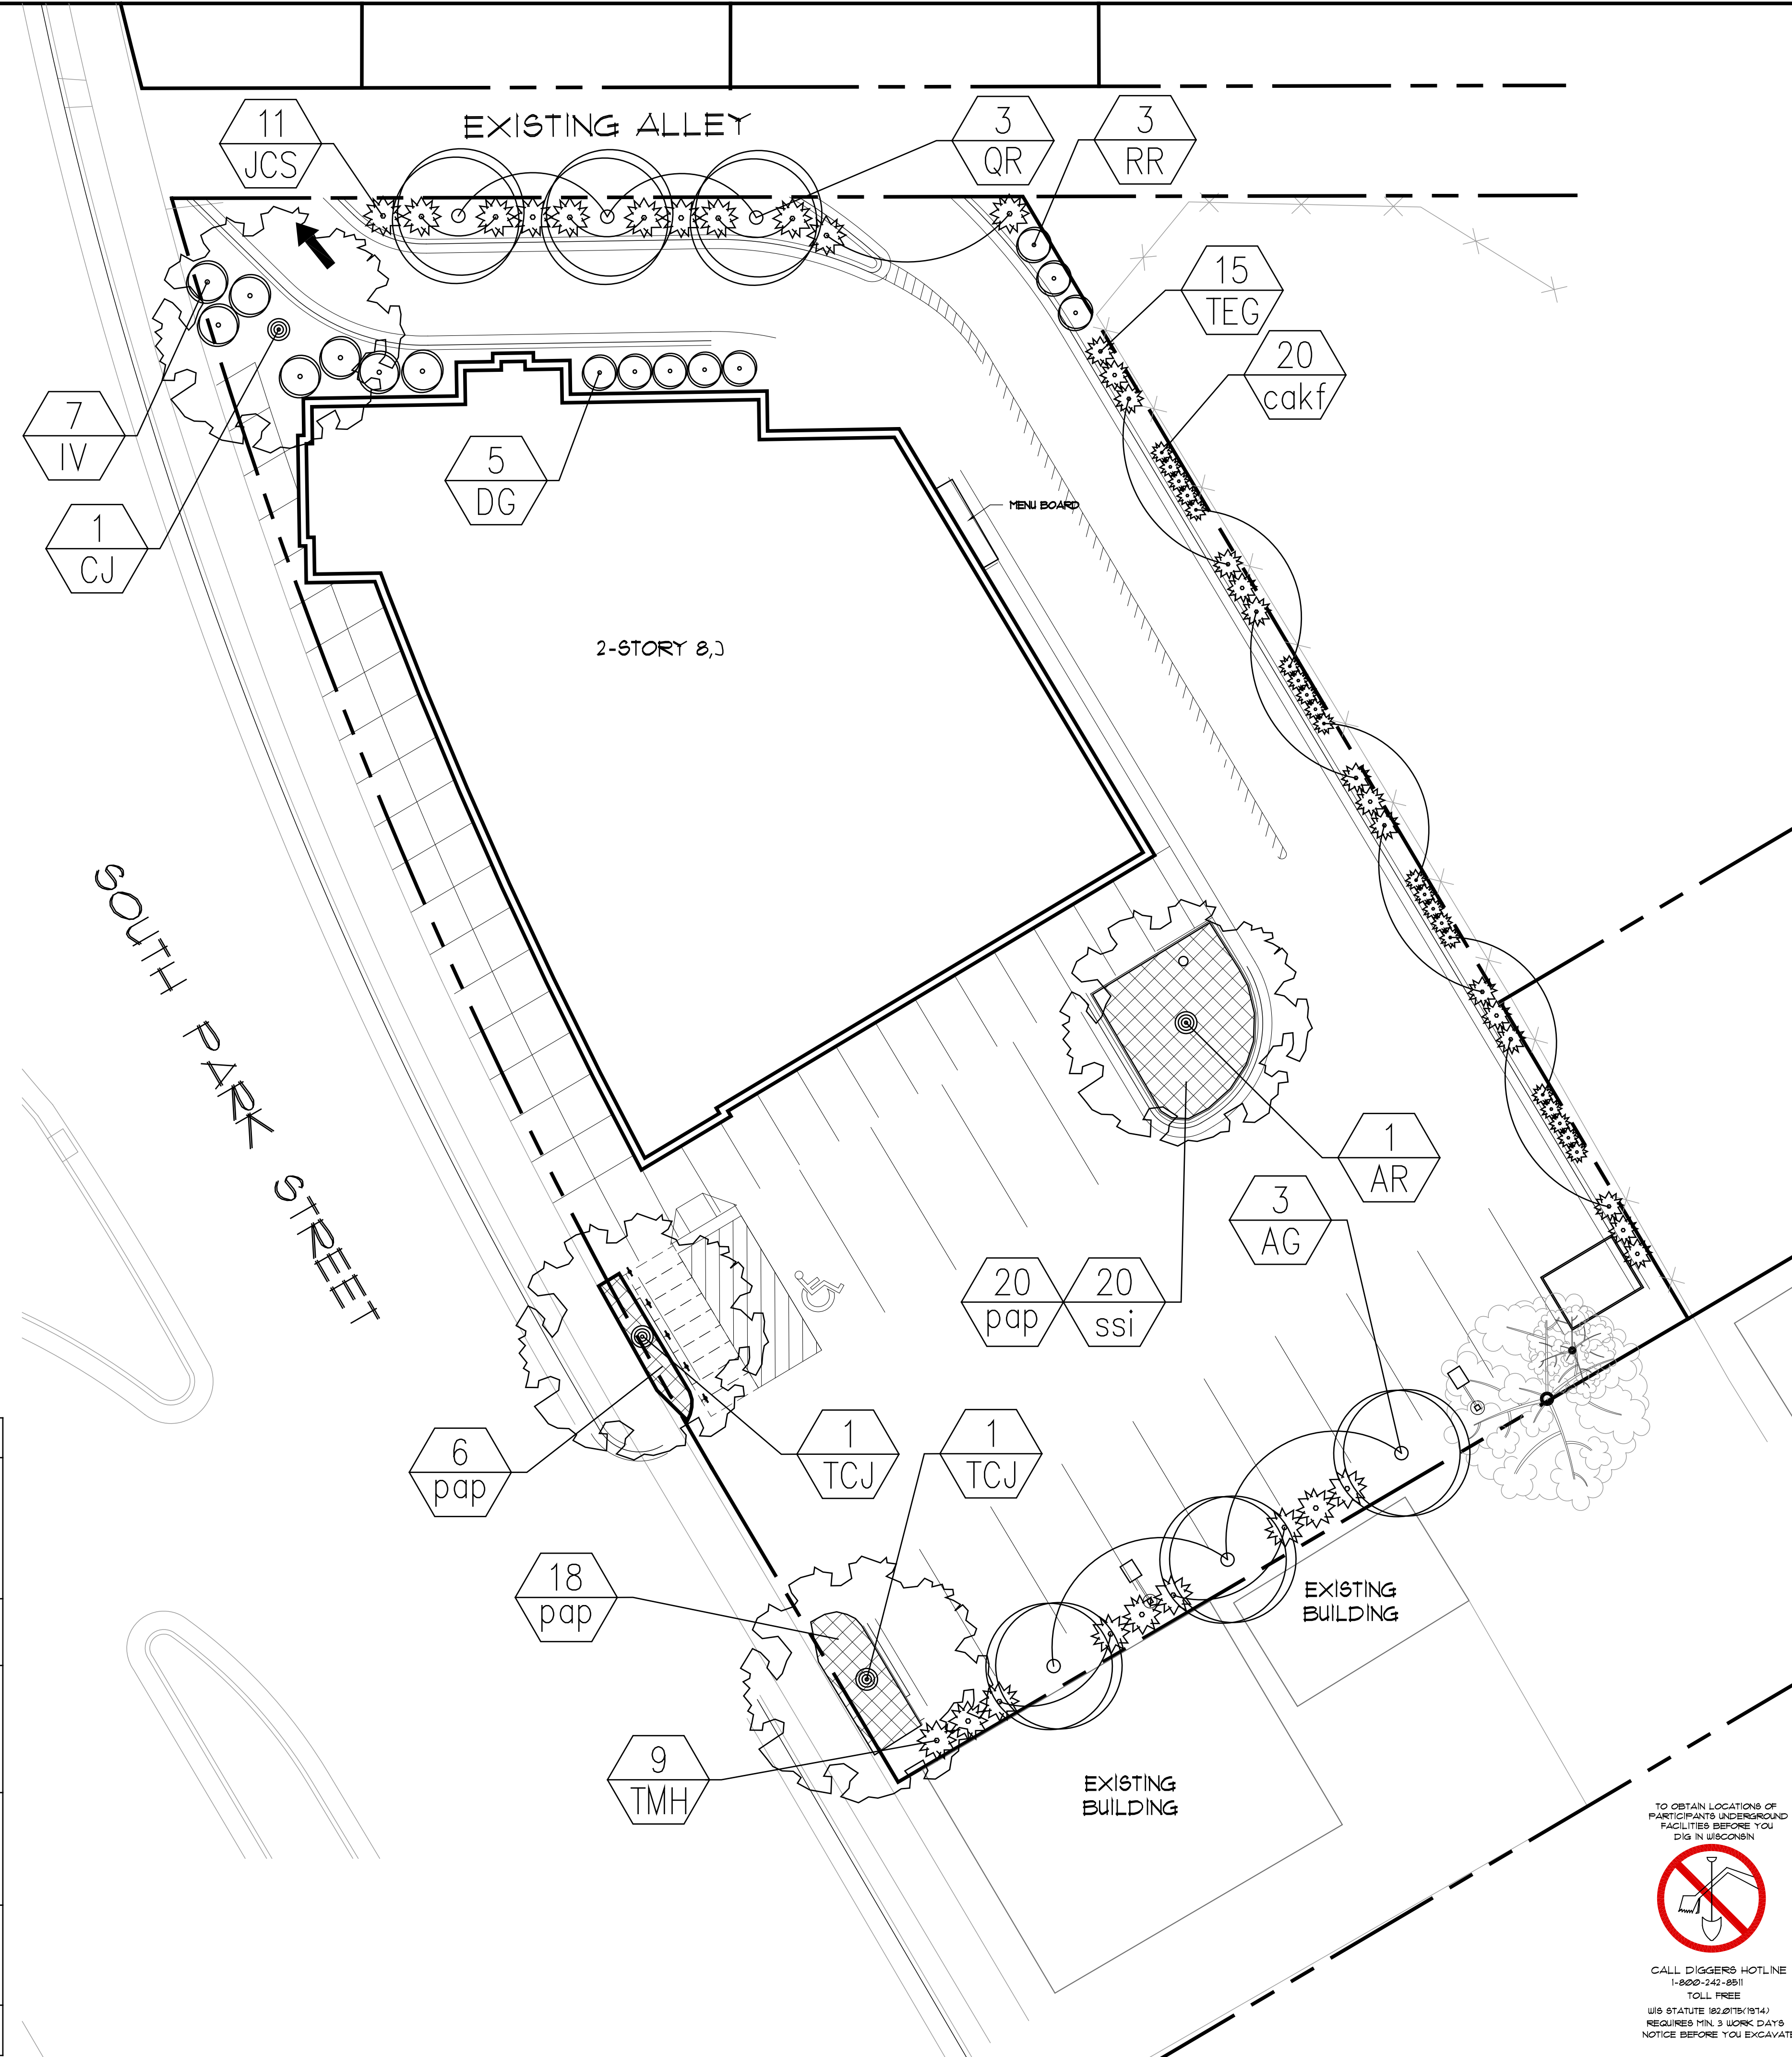 EXISTING ALLEY
11
JCS
3
QR
3
RR
15
TEG
20
cakf
7
IV
5
DG
MENU BOARD
1
CJ
2-STORY 8,
SOUTH PARK STREET
1
AR
3
AG
20
pap
20
ssi
6
pap
1
TCJ
1
TCJ
18
pap
EXISTING
BUILDING
9
TMH
EXISTING
BUILDING
TO OBTAIN LOCATIONS OF
PARTICIPANTS UNDERGROUND
FACILITIES BEFORE YOU
DIG IN WISCONSIN
CALL DIGGERS HOTLINE
1-800-242-8511
TOLL FREE
WIS STATUTE 182.0175(1974)
REQUIRES MIN. 3 WORK DAYS
NOTICE BEFORE YOU EXCAVATE